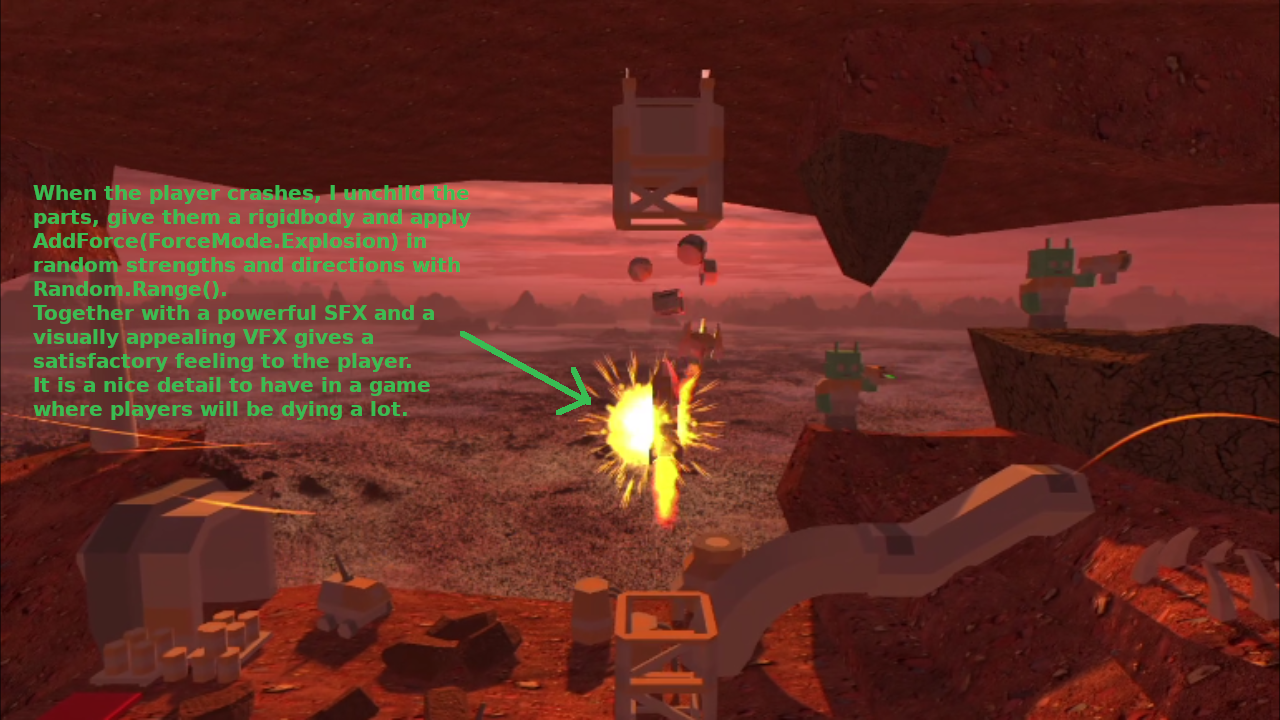 When the player crashes, I unchild the
parts, give them a rigidbody and apply
AddForce(ForceMode.Explosion) in
random strengths and directions with
Random.Range().
Together with a powerful SFX and a
visually appealing VFX gives a
satisfactory feeling to the player.
It is a nice detail to have in a game
where players will be dying a lot.